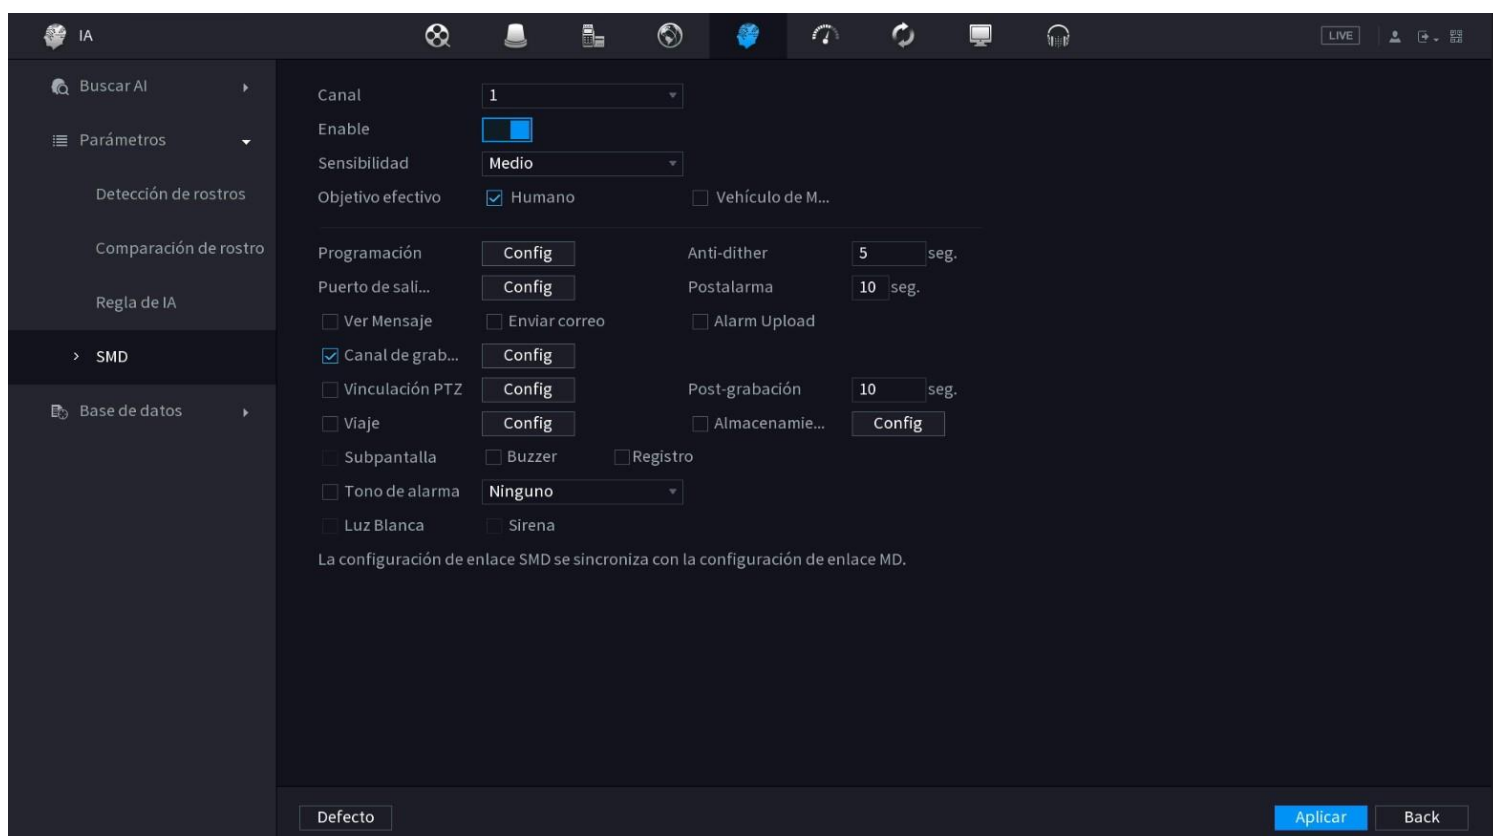 IA
LIVE
Buscar AI
Parámetros
Detección de rostros
Comparación de rostro
Regla de IA
SMD
Base de datos
Canal 1
Enable
Sensibilidad Medio
Objetivo efectivo Humano Vehículo de M...
Programación Config Anti-dither 5 seg.
Puerto de sali... Config Postalarma 10 seg.
Ver Mensaje Enviar correo Alarm Upload
Canal de grab... Config
Vinculación PTZ Config Post-grabación 10 seg.
Viaje Config Almacenamie... Config
Subpantalla Buzzer Registro
Tono de alarma Ninguno
Luz Blanca Sirena
La configuración de enlace SMD se sincroniza con la configuración de enlace MD.
Defecto Aplicar Back